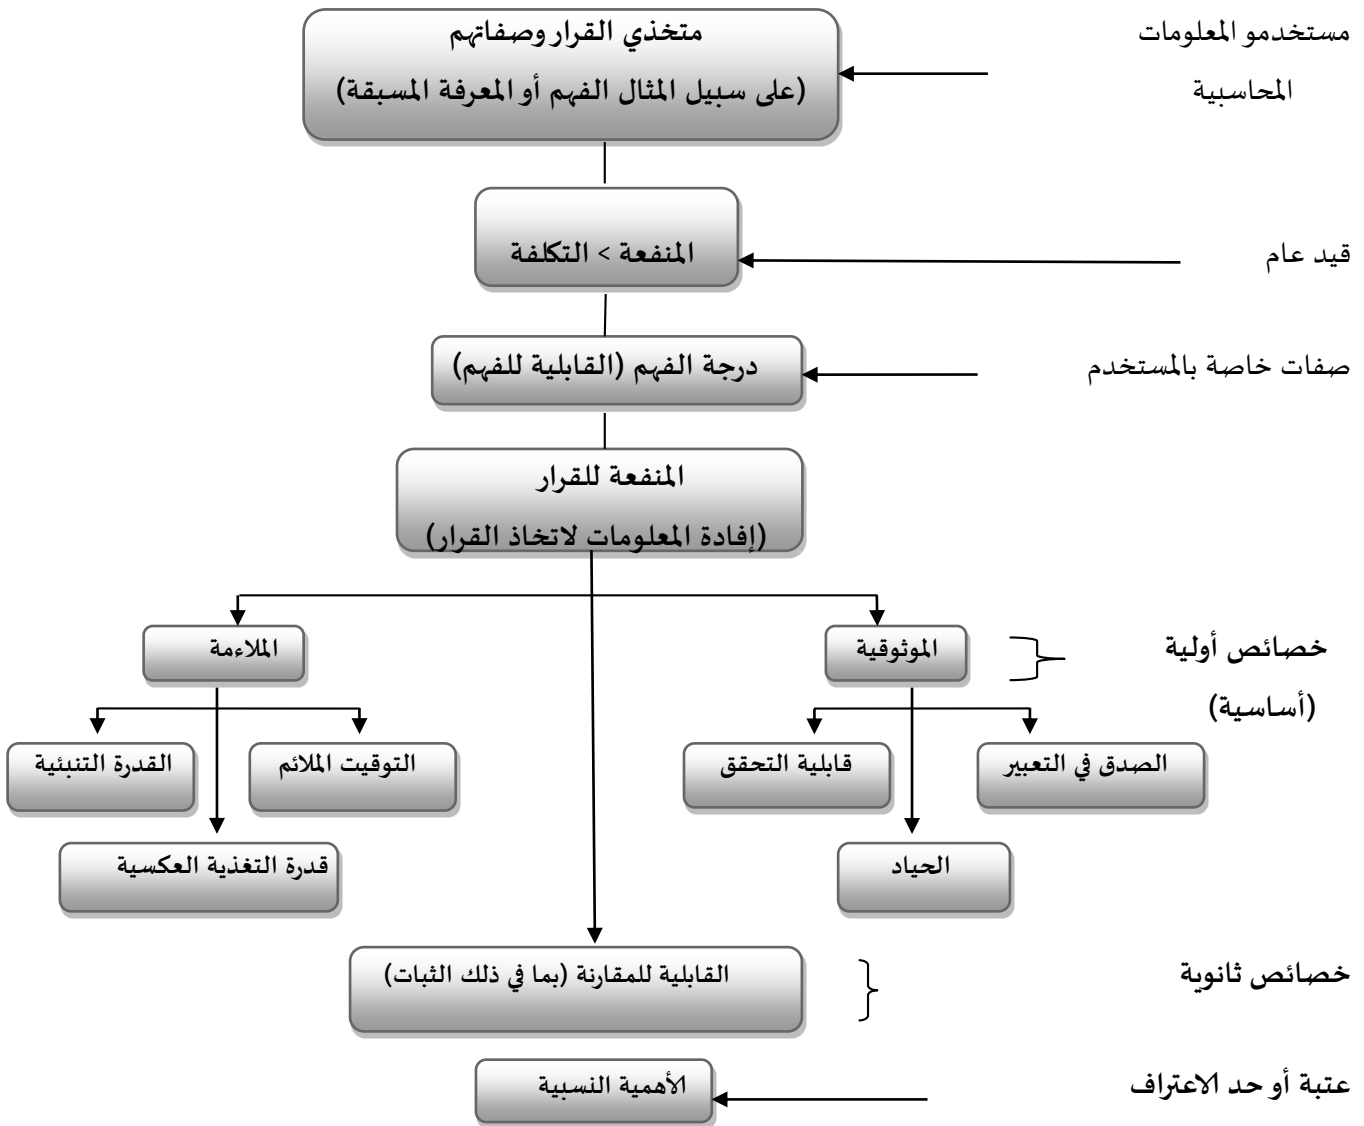 متخذي القرار وصفاتهم
(على سبيل المثال الفهم أو المعرفة المسبقة)
مستخدمو المعلومات
المحاسبية
المنفعة > التكلفة
قيد عام
درجة الفهم (القابلية للفهم)
صفات خاصة بالمستخدم
المنفعة للقرار
(إفادة المعلومات لاتخاذ القرار)
خصائص أولية
(أساسية)
الموثوقية
الملاءمة
الصدق في التعبير
قابلية التحقق
التوقيت الملائم
القدرة التنبئية
الحياد
قدرة التغذية العكسية
خصائص ثانوية
القابلية للمقارنة (بما في ذلك الثبات)
عتبة أو حد الاعتراف
الأهمية النسبية